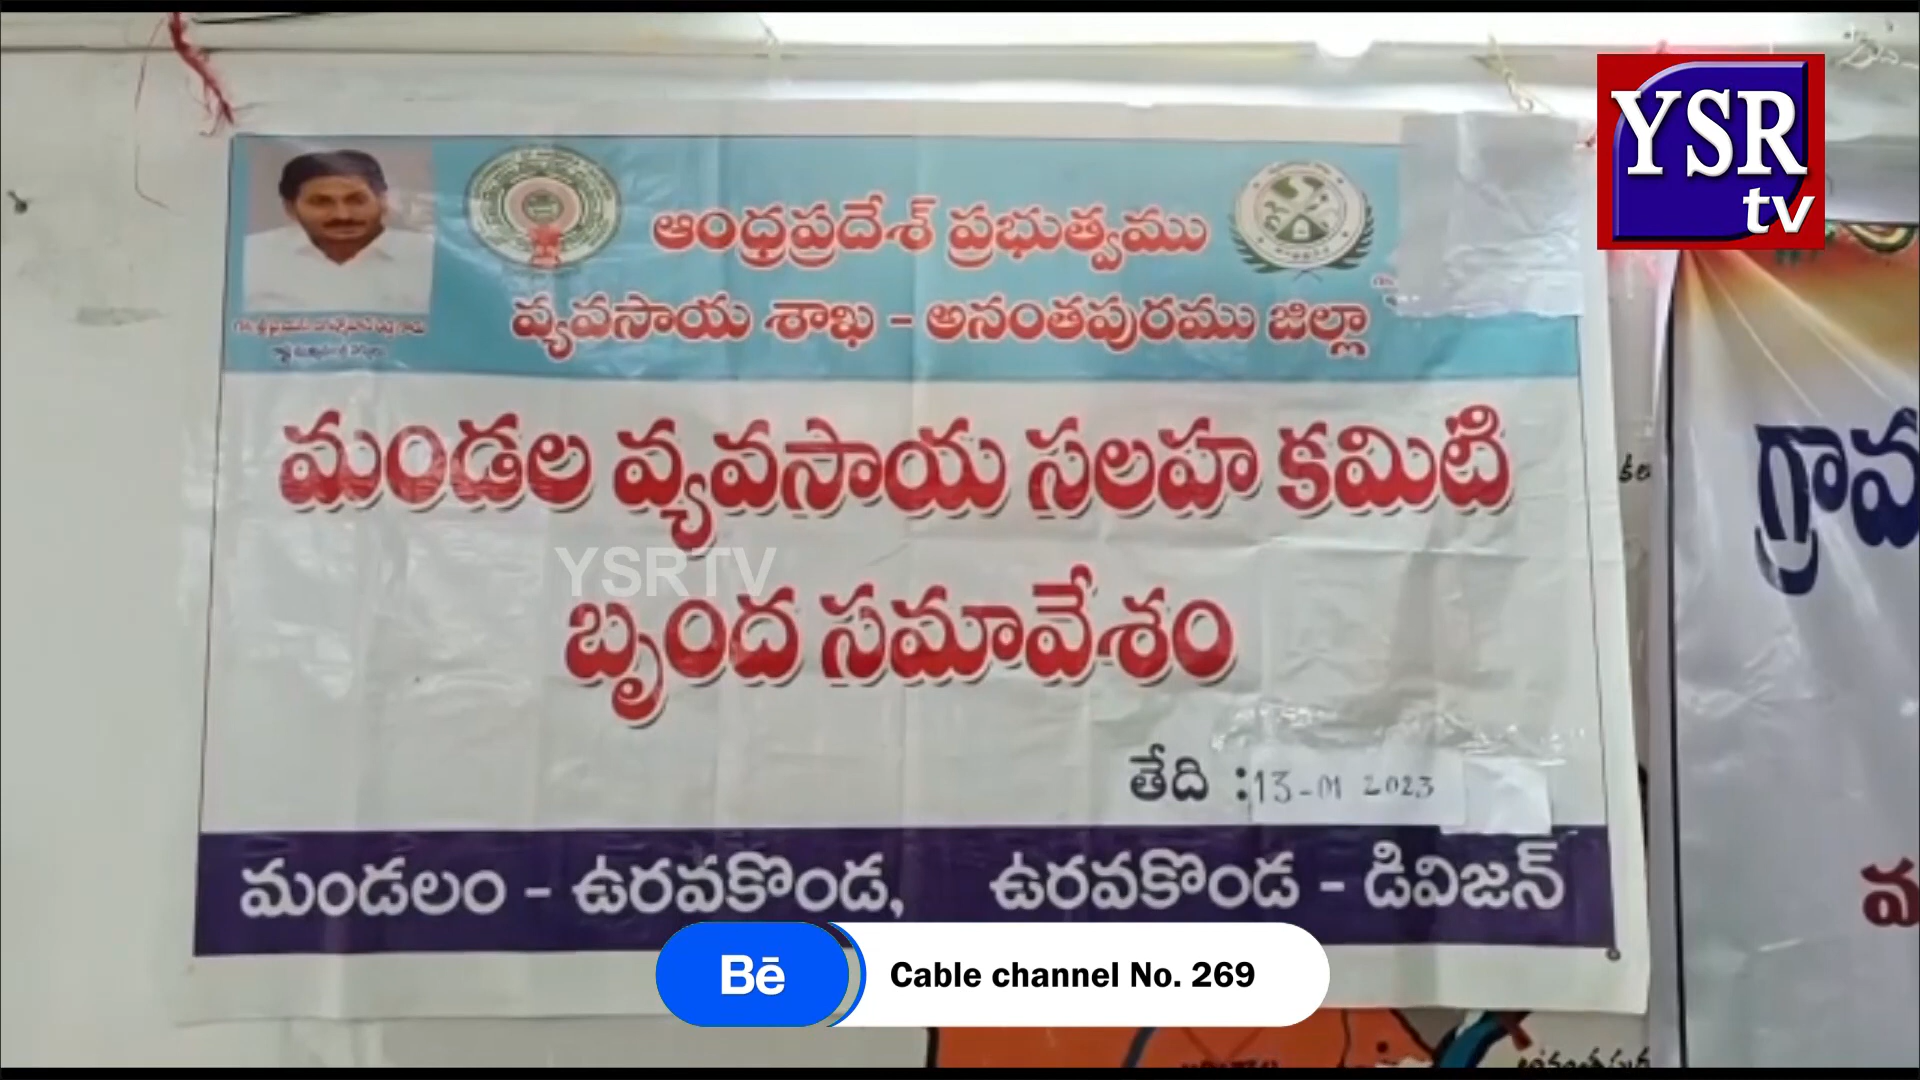 YSR
tv
ఆంధ్రప్రదేశ్ ప్రభుత్వము
వ్యవసాయ శాఖ - అనంతపురము జిల్లా
మండల వ్యవసాయ సలహా కమిటి
YSRTV
బృంద సమావేశం
తేది : 13-01 2023
మండలం - ఉరవకొండ, ఉరవకొండ - డివిజన్
Bē Cable channel No. 269